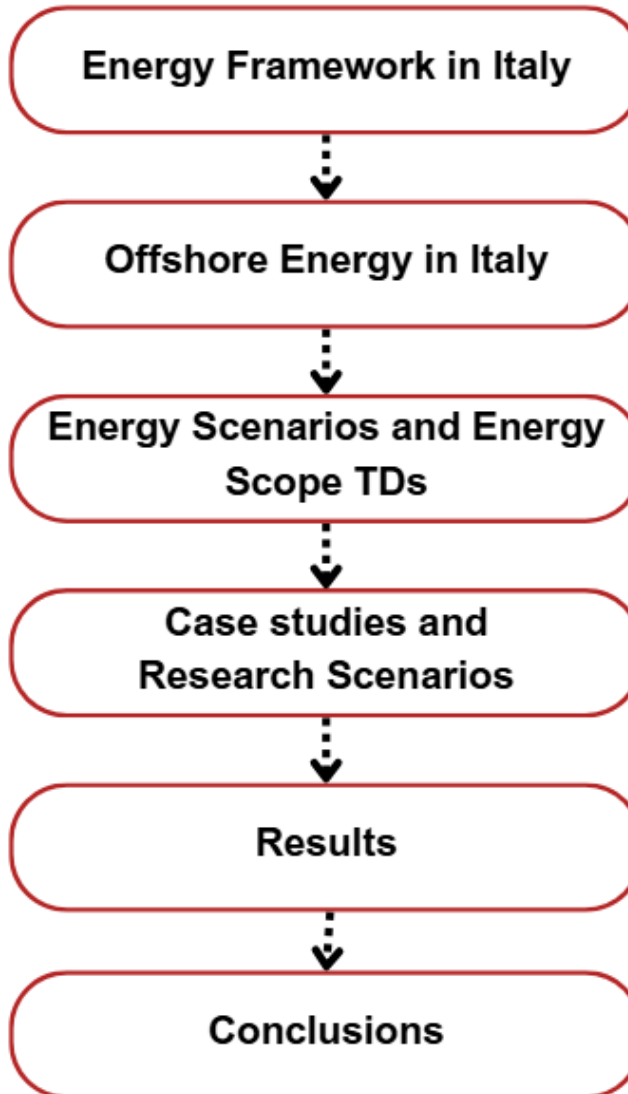 Energy Framework in Italy
Offshore Energy in Italy
Energy Scenarios and Energy
Scope TDs
Case studies and
Research Scenarios
Results
Conclusions